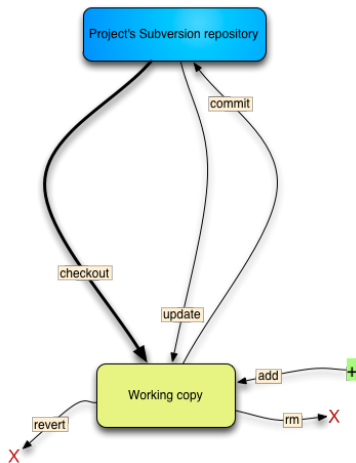 Project's Subversion repository
commit
checkout
update
Working copy
add
+
revert
rm
X
X